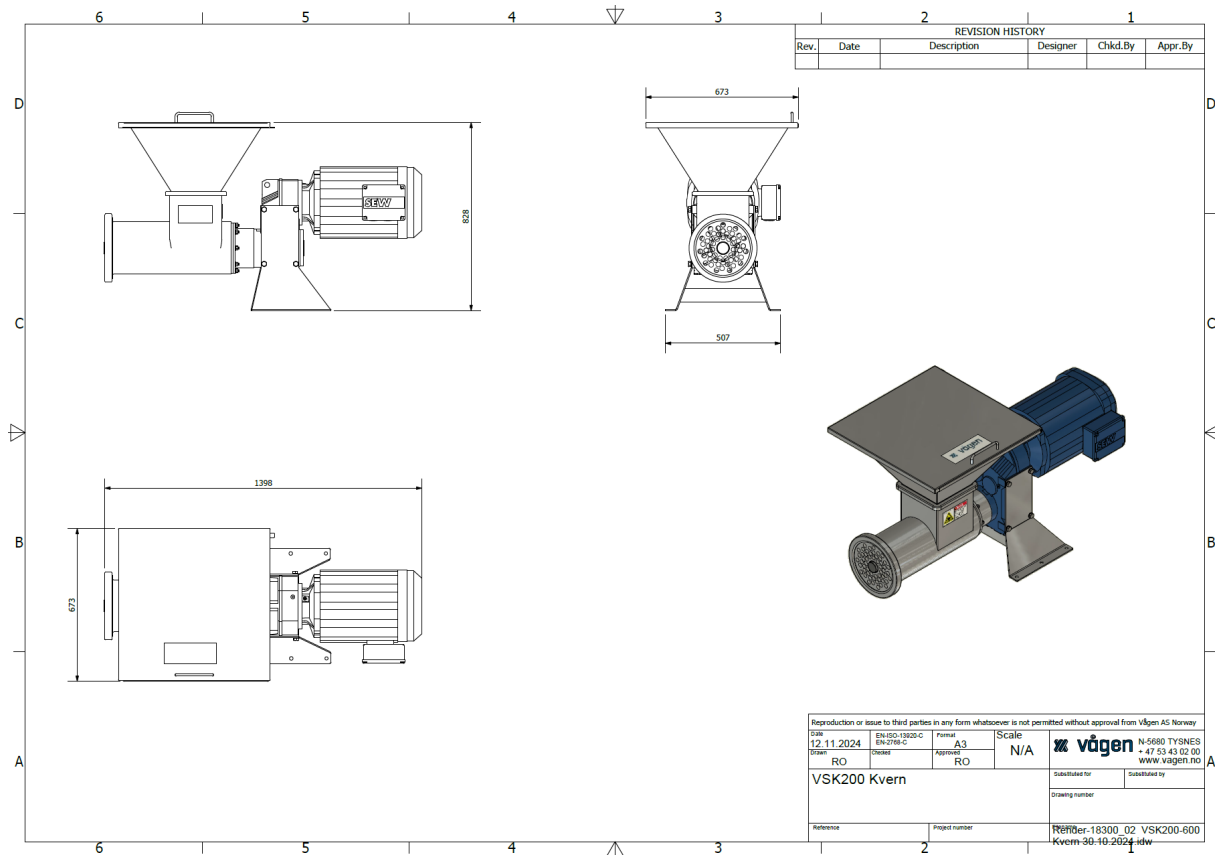 6 5 4 3 2 1
REVISION HISTORY
Rev. Date Description Designer Chkd.By Appr.By
D D
673
SEW
828
C C
507
1398
vågen
SEW
B B
673
Reproduction or issue to third parties in any form whatsoever is not permitted without approval from Vågen AS Norway
Date EN-ISO-13920-C Format Scale
12.11.2024 EN-2768-C A3 N/A
vågen N-5680 TYSNES
+ 47 53 43 02 00
www.vagen.no
Drawn Checked Approved
RO RO
A A
VSK200 Kvern
Substituted for Substituted by
Drawing number
Reference Project number
Render-18300_02 VSK200-600
Kvern 30.10.2024.idw
6 5 4 3 2 1